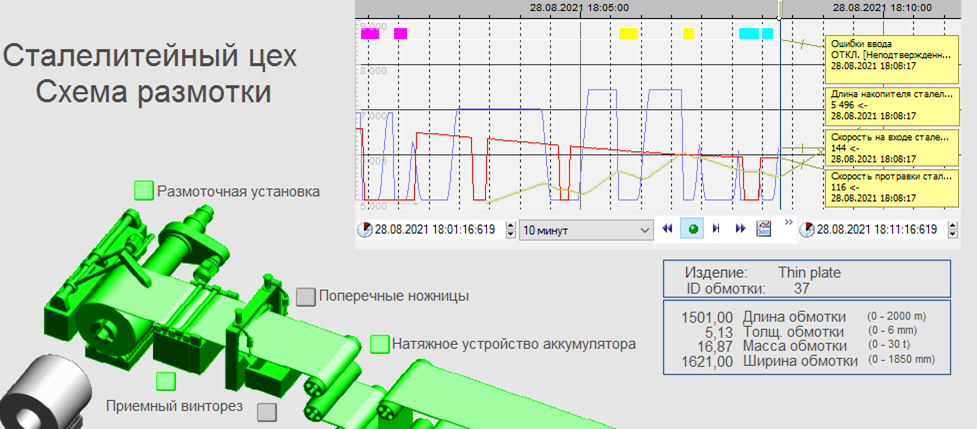 28.08.2021 18:05:00
28.08.2021 18:10:00
Сталелитейный цех
Схема размотки
8 000
5 000
Ошибки ввода
ОТКЛ. [Неподтвержденн...
28.08.2021 18:08:17
Длина накопителя сталел...
5 496 <-
28.08.2021 18:08:17
Скорость на входе стале...
144 <-
28.08.2021 18:08:17
Скорость протравки стал...
116 <-
28.08.2021 18:08:17
28.08.2021 18:01:16:619
10 минут
28.08.2021 18:11:16:619
Размоточная установка
Поперечные ножницы
Натяжное устройство аккумулятора
Приемный винторез
Изделие: Thin plate
ID обмотки: 37
1501,00 Длина обмотки (0 - 2000 m)
5,13 Толщ. обмотки (0 - 6 mm)
16,87 Масса обмотки (0 - 30 t)
1621,00 Ширина обмотки (0 - 1850 mm)